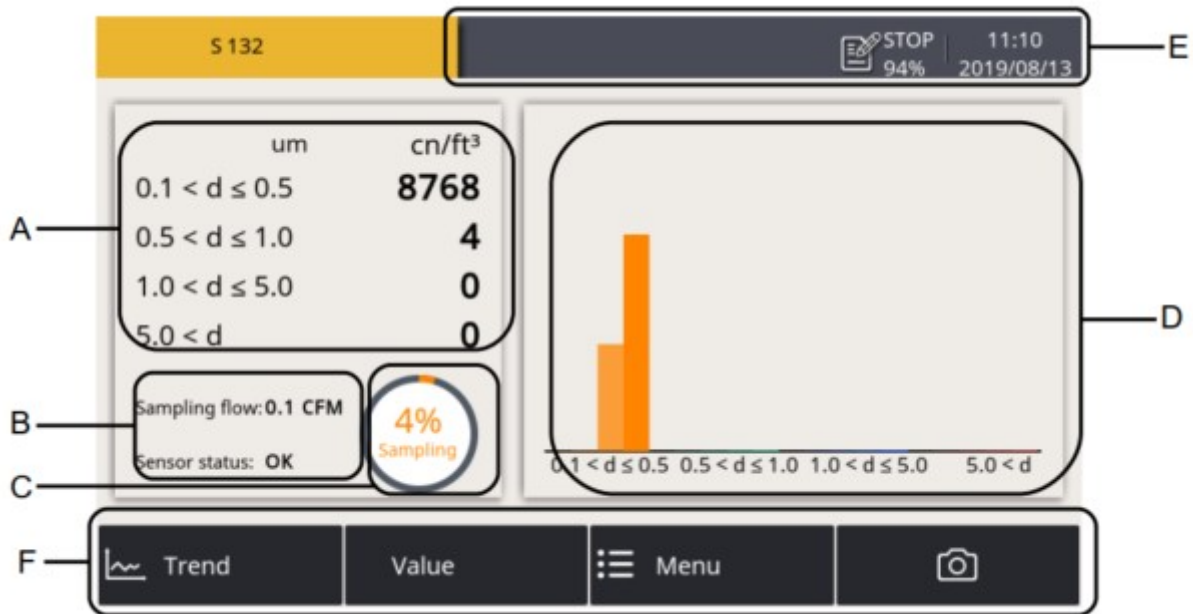 S 132
STOP 11:10
94% 2019/08/13
E
um cn/ft³
0.1 < d ≤ 0.5 8768
A
0.5 < d ≤ 1.0 4
1.0 < d ≤ 5.0 0
5.0 < d 0
D
B
Sampling flow: 0.1 CFM
Sensor status: OK
C
4%
Sampling
0.1 < d ≤ 0.5 0.5 < d ≤ 1.0 1.0 < d ≤ 5.0 5.0 < d
F
Trend Value Menu